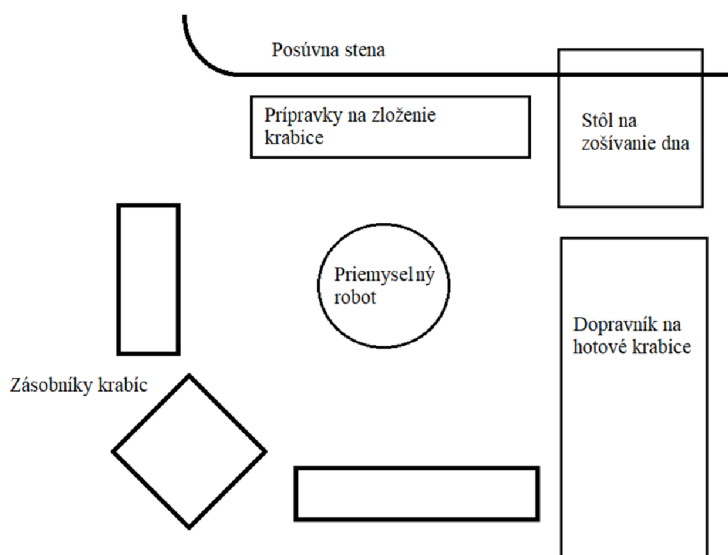 Posúvna stena
Prípravky na zloženie
krabice
Stôl na
zošívanie dna
Priemyselný
robot
Dopravník na
hotové krabice
Zásobníky krabíc